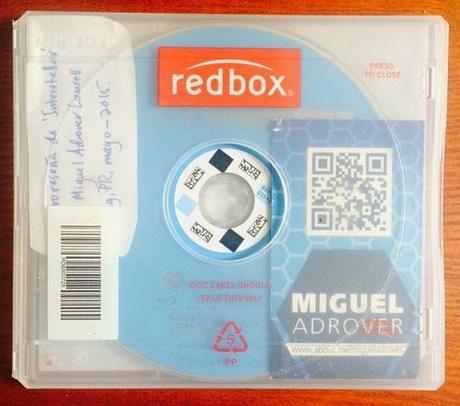 redbox.
PRESS
TO CLOSE
reseña de 'Interstellar'
Miguel Adrover Lausell
PR, mayo-2015.
DISC LABEL SHOULD
FACE THIS WAY
5
PP
MIGUEL
ADROVER
www.about.me/migueladrover